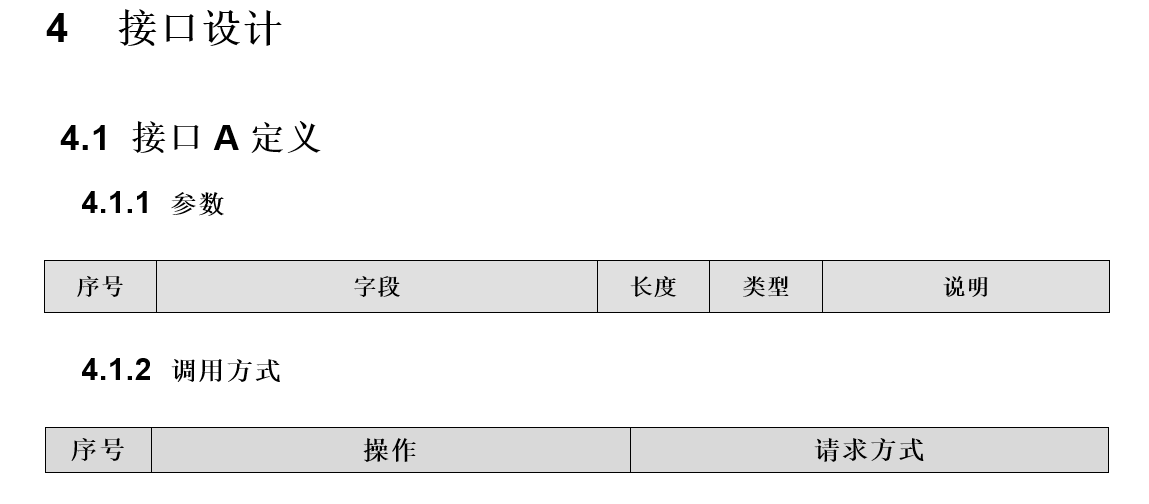 4 接口设计
4.1 接口 A 定义
4.1.1 参数
序号 字段 长度 类型 说明
4.1.2 调用方式
序号 操作 请求方式